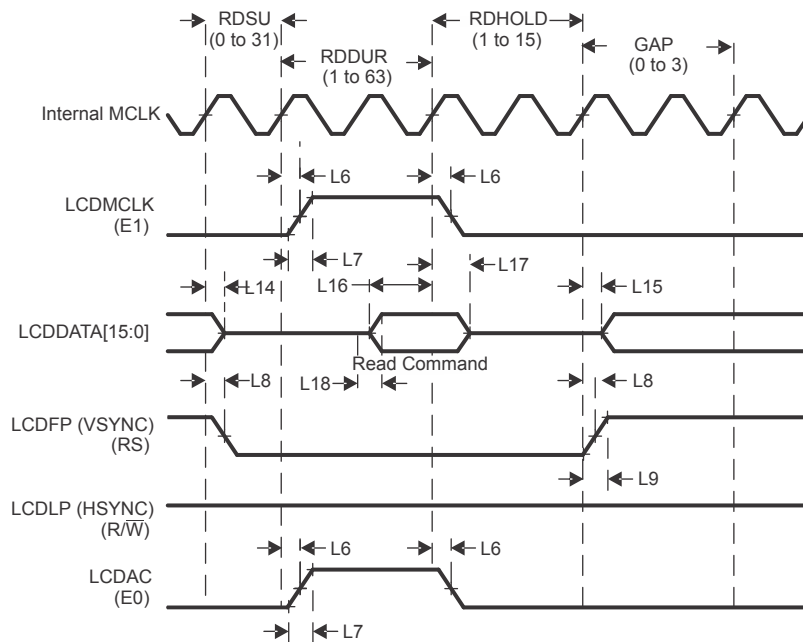 RDSU
(0 to 31)
RDDUR
(1 to 63)
RDHOLD
(1 to 15)
GAP
(0 to 3)
Internal MCLK
L6
L6
LCDMCLK
(E1)
L7
L17
L14
L16
L15
LCDDATA[15:0]
Read Command
L8
L18
L8
LCDFP (VSYNC)
(RS)
L9
LCDLP (HSYNC)
(R/W̅)
L6
L6
LCDAC
(E0)
L7